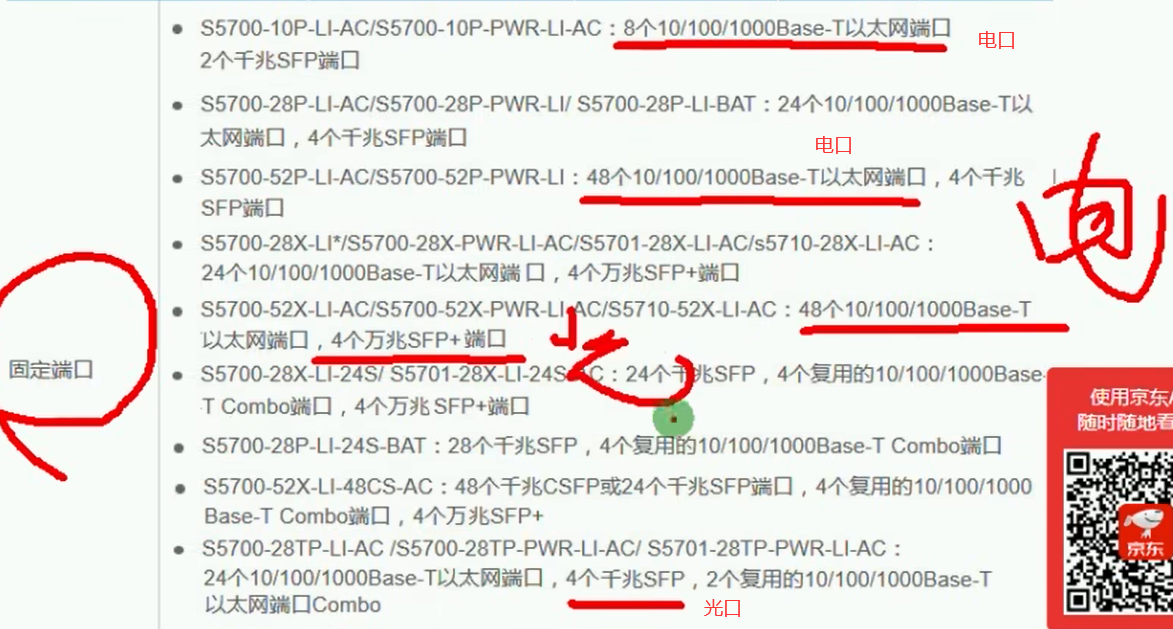 S5700-10P-LI-AC/S5700-10P-PWR-LI-AC：8个10/100/1000Base-T以太网端口
电口
2个千兆SFP端口
S5700-28P-LI-AC/S5700-28P-PWR-LI/ S5700-28P-LI-BAT：24个10/100/1000Base-T以
太网端口，4个千兆SFP端口
电口
S5700-52P-LI-AC/S5700-52P-PWR-LI：48个10/100/1000Base-T以太网端口，4个千兆
SFP端口
S5700-28X-LI*/S5700-28X-PWR-LI-AC/S5701-28X-LI-AC/s5710-28X-LI-AC：
24个10/100/1000Base-T以太网端口，4个万兆SFP+端口
S5700-52X-LI-AC/S5700-52X-PWR-LI-AC/S5710-52X-LI-AC：48个10/100/1000Base-T
以太网端口，4个万兆SFP+端口
光
固定端口
S5700-28X-LI-24S/ S5701-28X-LI-24S-AC：24个千兆SFP，4个复用的10/100/1000Base-
T Combo端口，4个万兆SFP+端口
S5700-28P-LI-24S-BAT：28个千兆SFP，4个复用的10/100/1000Base-T Combo端口
S5700-52X-LI-48CS-AC：48个千兆CSFP或24个千兆SFP端口，4个复用的10/100/1000
Base-T Combo端口，4个万兆SFP+
S5700-28TP-LI-AC /S5700-28TP-PWR-LI-AC/ S5701-28TP-PWR-LI-AC：
24个10/100/1000Base-T以太网端口，4个千兆SFP，2个复用的10/100/1000Base-T
以太网端口Combo
光口
使用京东
随时随地看
京东